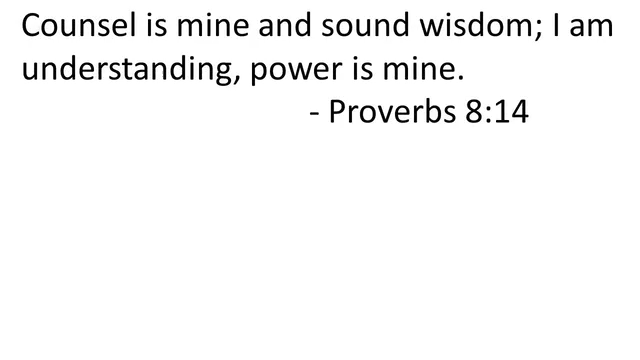 Counsel is mine and sound wisdom; I am
understanding, power is mine.
- Proverbs 8:14